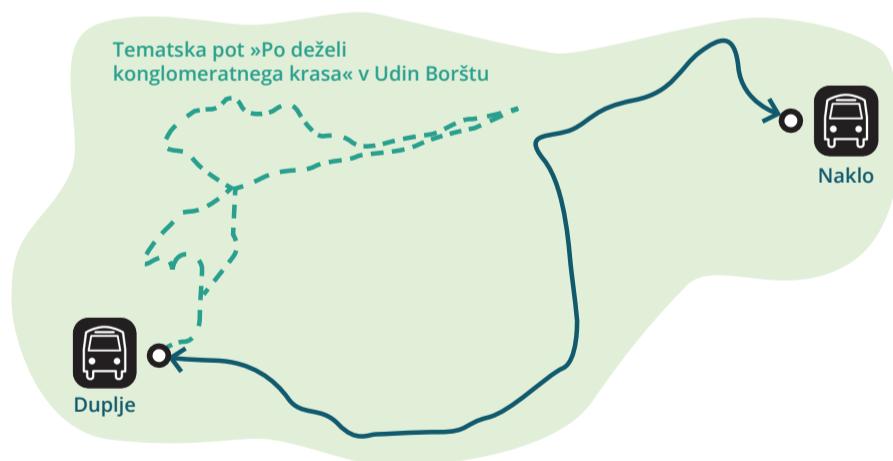 Tematska pot »Po deželi
konglomeratnega krasa« v Udin Borštu
Naklo
Duplje